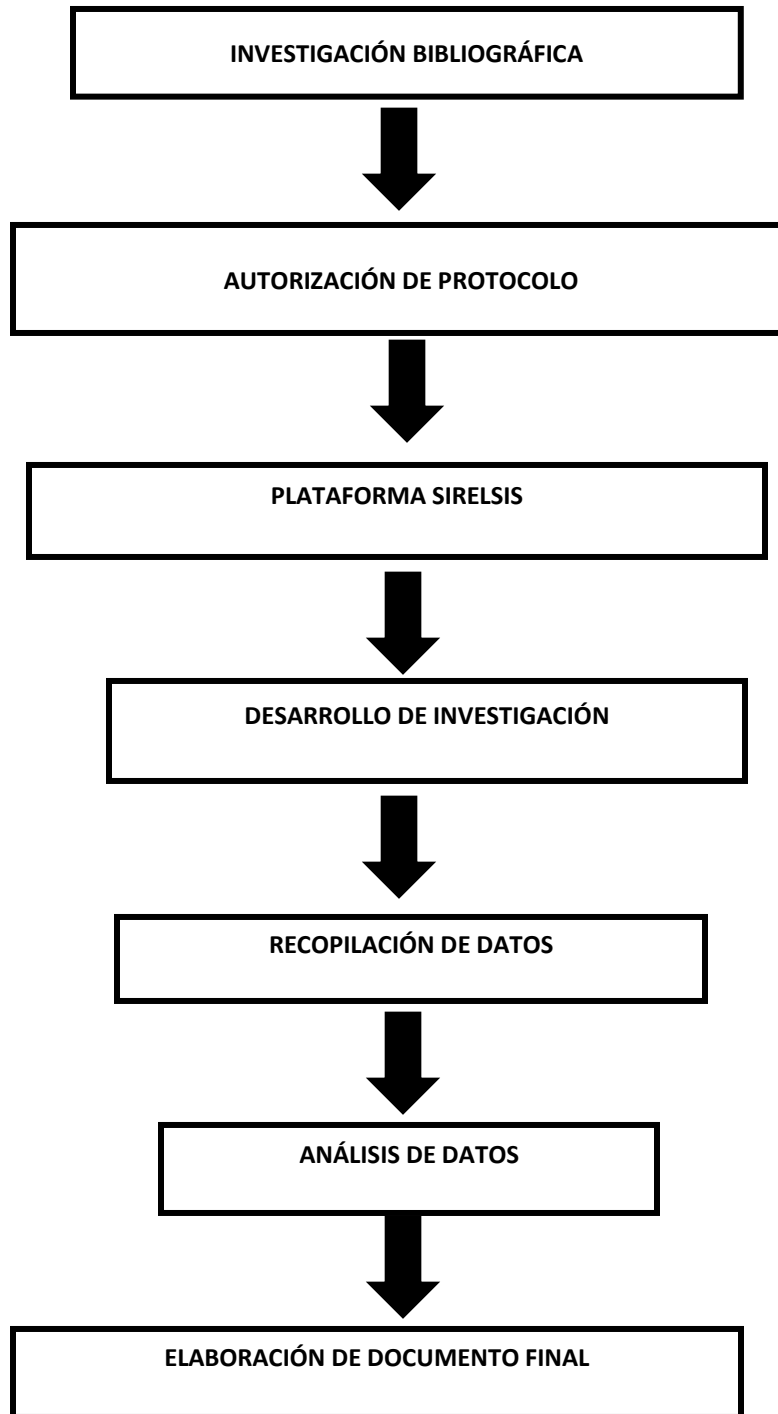 INVESTIGACIÓN BIBLIOGRÁFICA
AUTORIZACIÓN DE PROTOCOLO
PLATAFORMA SIRELSIS
DESARROLLO DE INVESTIGACIÓN
RECOPILACIÓN DE DATOS
ANÁLISIS DE DATOS
ELABORACIÓN DE DOCUMENTO FINAL